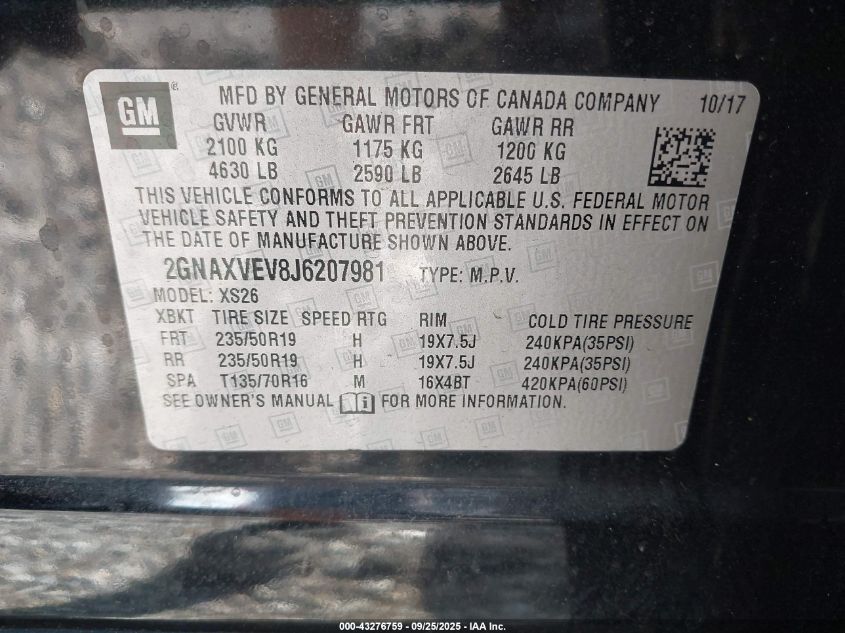 GM
MFD BY GENERAL MOTORS OF CANADA COMPANY 10/17
GVWR GAWR FRT GAWR RR
2100 KG 1175 KG 1200 KG
4630 LB 2590 LB 2645 LB
THIS VEHICLE CONFORMS TO ALL APPLICABLE U.S. FEDERAL MOTOR
VEHICLE SAFETY AND THEFT PREVENTION STANDARDS IN EFFECT ON
THE DATE OF MANUFACTURE SHOWN ABOVE.
2GNAXVEV8J6207981 TYPE: M.P.V.
MODEL: XS26
XBKT TIRE SIZE SPEED RTG RIM COLD TIRE PRESSURE
FRT 235/50R19 H 19X7.5J 240KPA(35PSI)
RR 235/50R19 H 19X7.5J 240KPA(35PSI)
SPA T135/70R16 M 16X4BT 420KPA(60PSI)
SEE OWNER'S MANUAL FOR MORE INFORMATION.
000-43276759 — 09/25/2025 — IAA Inc.